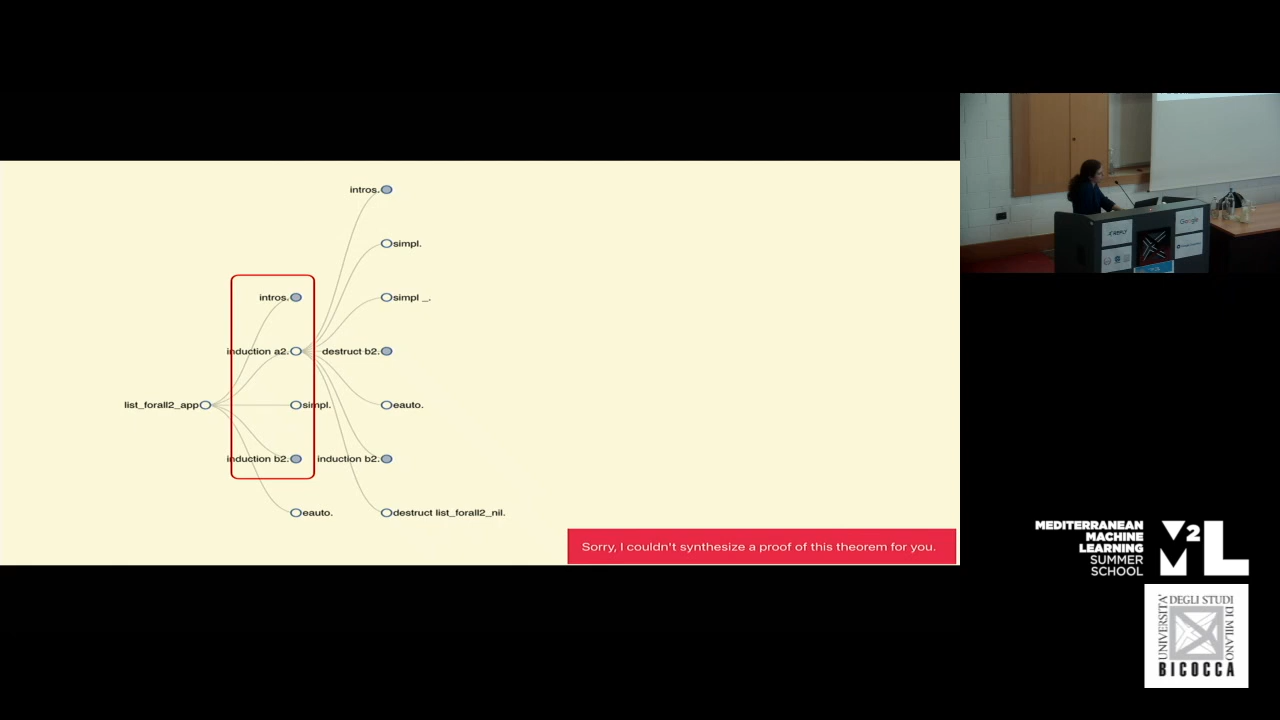 intros.
simpl.
intros.
simpl _.
induction a2.
destruct b2.
list_forall2_app
simpl.
eauto.
induction b2.
induction b2.
eauto.
destruct list_forall2_nil.
Sorry, I couldn't synthesize a proof of this theorem for you.
Google
MEDITERRANEAN
MACHINE
LEARNING
SUMMER
SCHOOL
M2L
UNIVERSITÀ
DEGLI STUDI
DI MILANO
BICOCCA